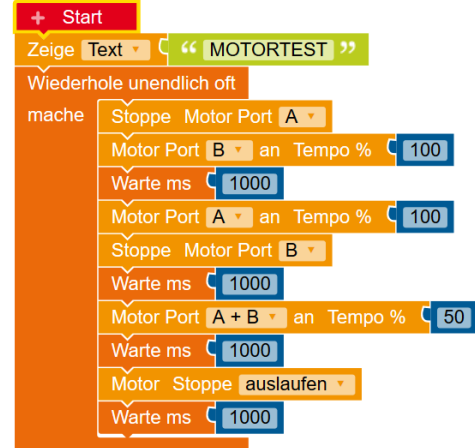 + Start
Zeige Text ▾ “ MOTORTEST ”
Wiederhole unendlich oft
mache Stoppe Motor Port A ▾
Motor Port B ▾ an Tempo % 100
Warte ms 1000
Motor Port A ▾ an Tempo % 100
Stoppe Motor Port B ▾
Warte ms 1000
Motor Port A + B ▾ an Tempo % 50
Warte ms 1000
Motor Stoppe auslaufen ▾
Warte ms 1000